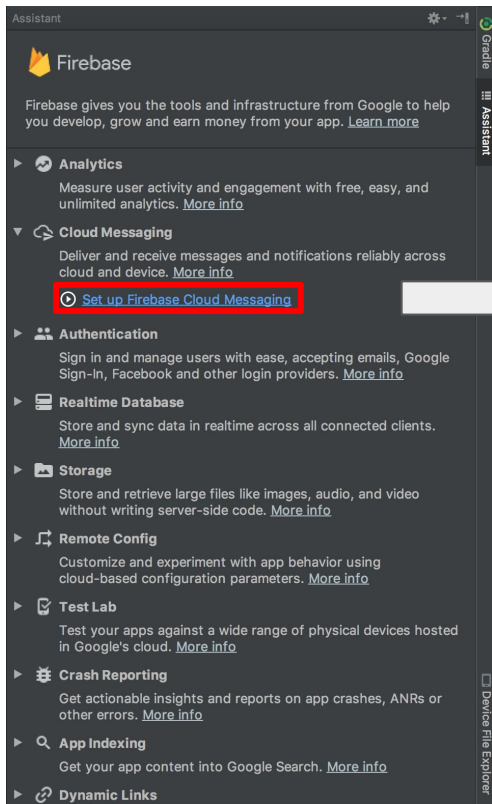 Assistant
Firebase
Firebase gives you the tools and infrastructure from Google to help
you develop, grow and earn money from your app. Learn more
Analytics
Measure user activity and engagement with free, easy, and
unlimited analytics. More info
Cloud Messaging
Deliver and receive messages and notifications reliably across
cloud and device. More info
Set up Firebase Cloud Messaging
Authentication
Sign in and manage users with ease, accepting emails, Google
Sign-In, Facebook and other login providers. More info
Realtime Database
Store and sync data in realtime across all connected clients.
More info
Storage
Store and retrieve large files like images, audio, and video
without writing server-side code. More info
Remote Config
Customize and experiment with app behavior using
cloud-based configuration parameters. More info
Test Lab
Test your apps against a wide range of physical devices hosted
in Google's cloud. More info
Crash Reporting
Get actionable insights and reports on app crashes, ANRs or
other errors. More info
App Indexing
Get your app content into Google Search. More info
Dynamic Links
Gradle
Assistant
Device File Explorer